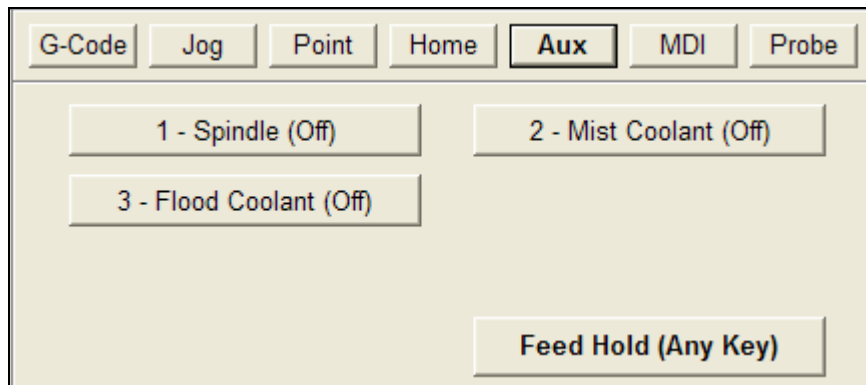 G-Code Jog Point Home Aux MDI Probe
1 - Spindle (Off) 2 - Mist Coolant (Off)
3 - Flood Coolant (Off)
Feed Hold (Any Key)